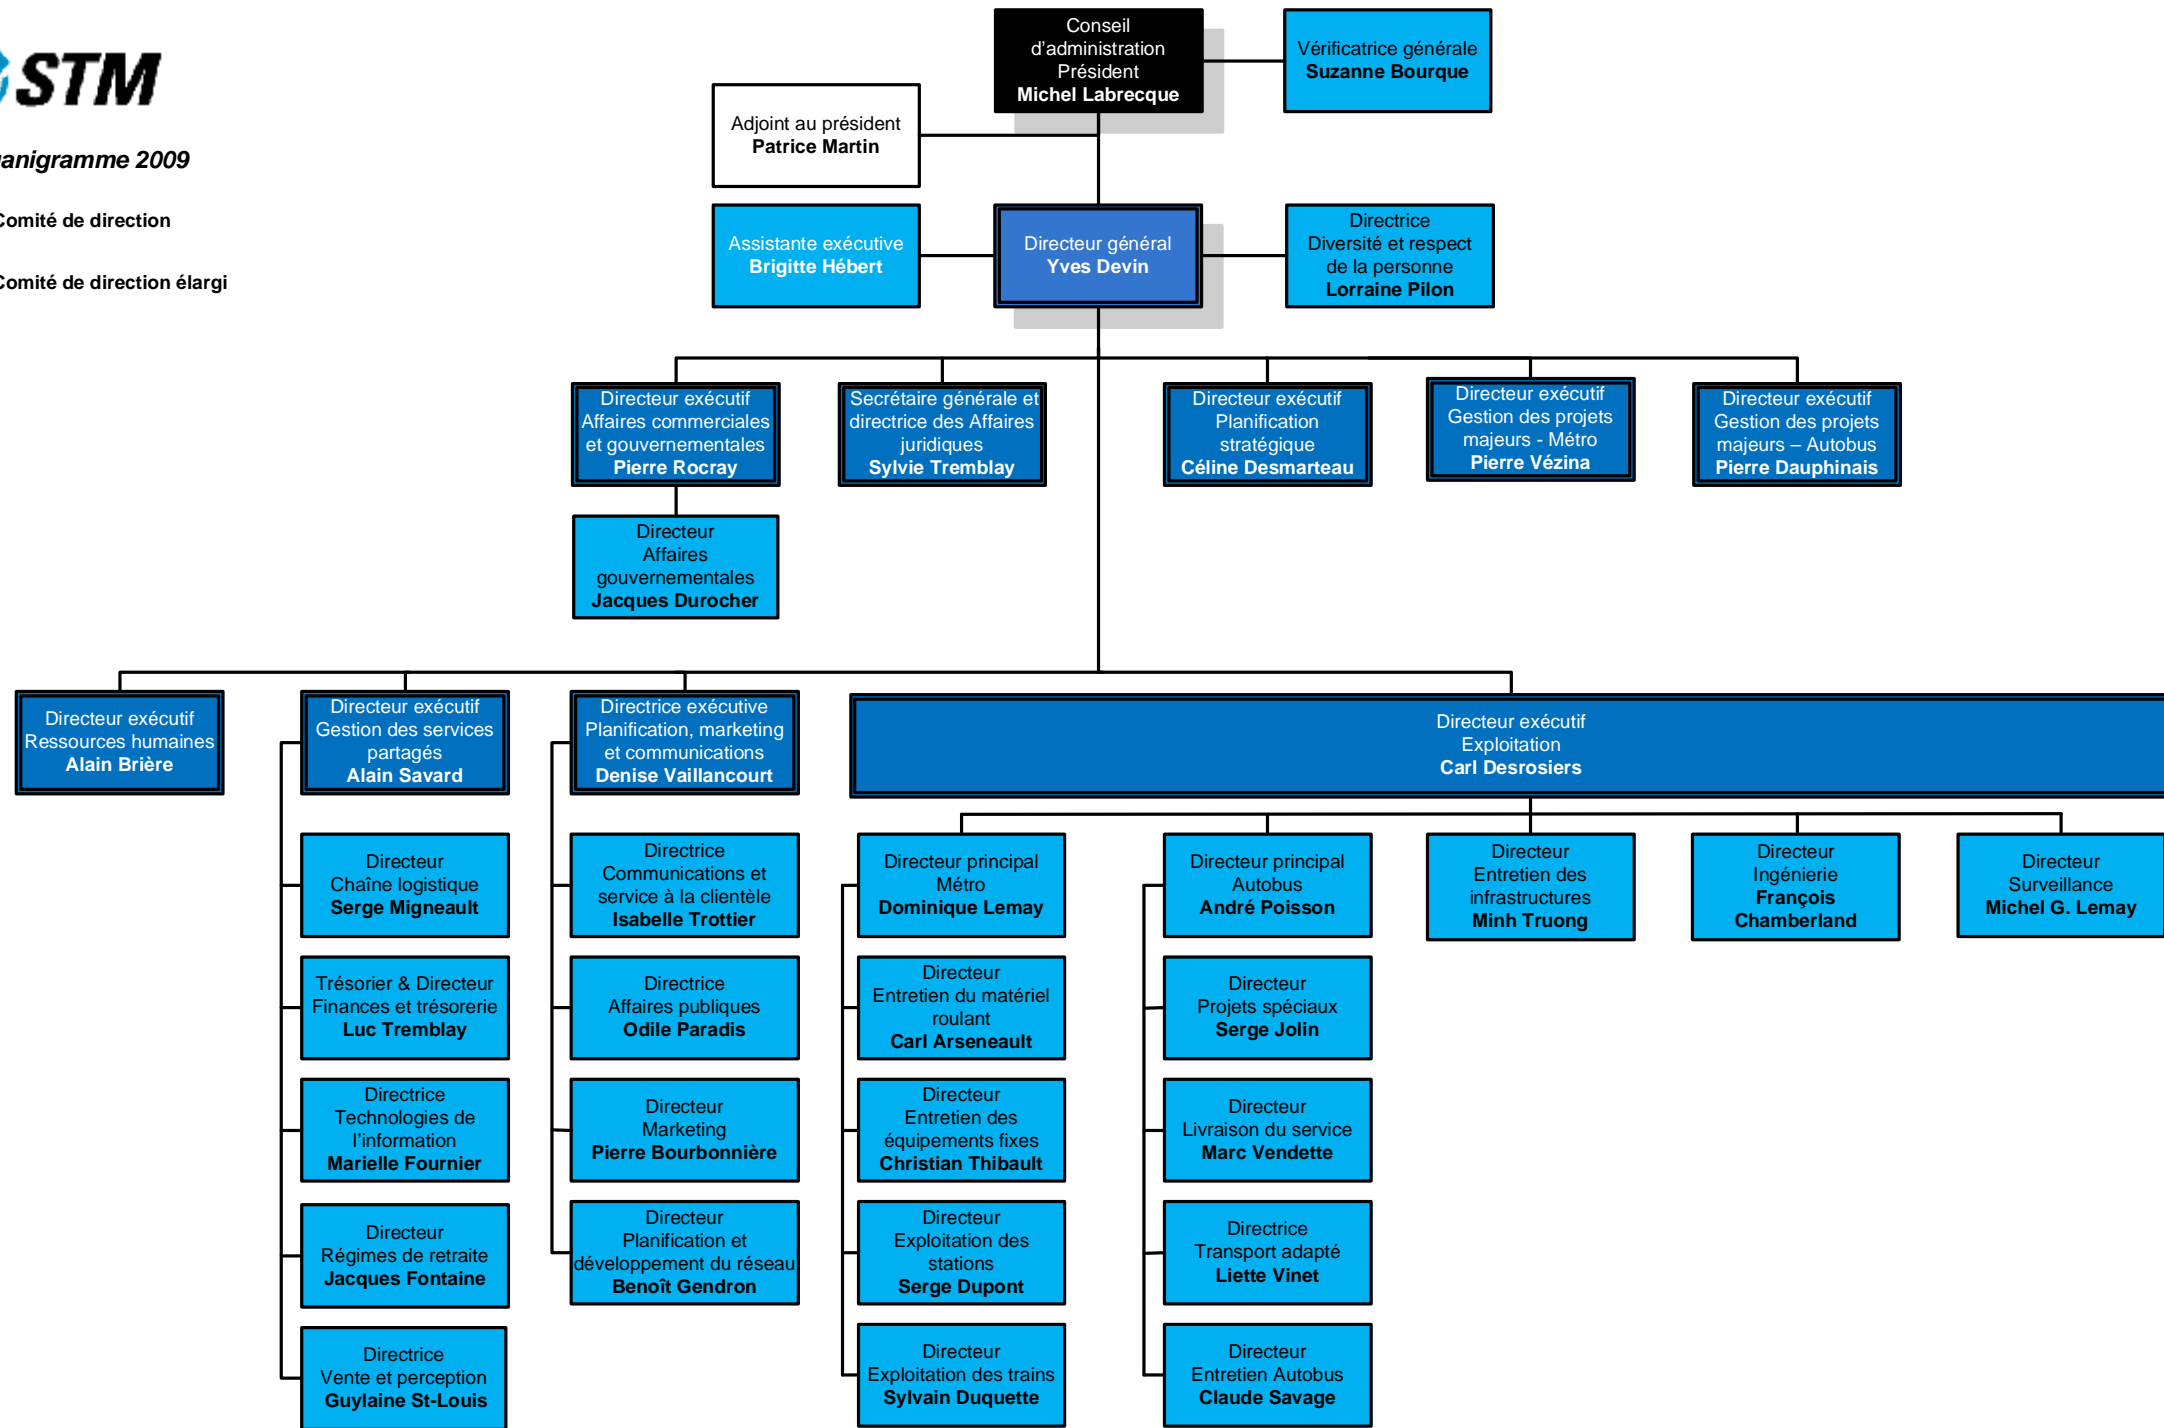 STM
anigramme 2009
Comité de direction
Comité de direction élargi
Conseil
d'administration
Président
Michel Labrecque
Vérificatrice générale
Suzanne Bourque
Adjoint au président
Patrice Martin
Assistante exécutive
Brigitte Hébert
Directeur général
Yves Devin
Directrice
Diversité et respect
de la personne
Lorraine Pilon
Directeur exécutif
Affaires commerciales
et gouvernementales
Pierre Rocray
Secrétaire générale et
directrice des Affaires
juridiques
Sylvie Tremblay
Directeur exécutif
Planification
stratégique
Céline Desmarteau
Directeur exécutif
Gestion des projets
majeurs - Métro
Pierre Vézina
Directeur exécutif
Gestion des projets
majeurs – Autobus
Pierre Dauphinais
Directeur
Affaires
gouvernementales
Jacques Durocher
Directeur exécutif
Ressources humaines
Alain Brière
Directeur exécutif
Gestion des services
partagés
Alain Savard
Directrice exécutive
Planification, marketing
et communications
Denise Vaillancourt
Directeur exécutif
Exploitation
Carl Desrosiers
Directeur
Chaîne logistique
Serge Migneault
Trésorier & Directeur
Finances et trésorerie
Luc Tremblay
Directrice
Technologies de
l'information
Marielle Fournier
Directeur
Régimes de retraite
Jacques Fontaine
Directrice
Vente et perception
Guylaine St-Louis
Directrice
Communications et
service à la clientèle
Isabelle Trottier
Directrice
Affaires publiques
Odile Paradis
Directeur
Marketing
Pierre Bourbonnière
Directeur
Planification et
développement du réseau
Benoît Gendron
Directeur principal
Métro
Dominique Lemay
Directeur
Entretien du matériel
roulant
Carl Arseneault
Directeur
Entretien des
équipements fixes
Christian Thibault
Directeur
Exploitation des
stations
Serge Dupont
Directeur
Exploitation des trains
Sylvain Duquette
Directeur principal
Autobus
André Poisson
Directeur
Projets spéciaux
Serge Jolin
Directeur
Livraison du service
Marc Vendette
Directrice
Transport adapté
Liette Vinet
Directeur
Entretien Autobus
Claude Savage
Directeur
Entretien des
infrastructures
Minh Truong
Directeur
Ingénierie
François
Chamberland
Directeur
Surveillance
Michel G. Lemay